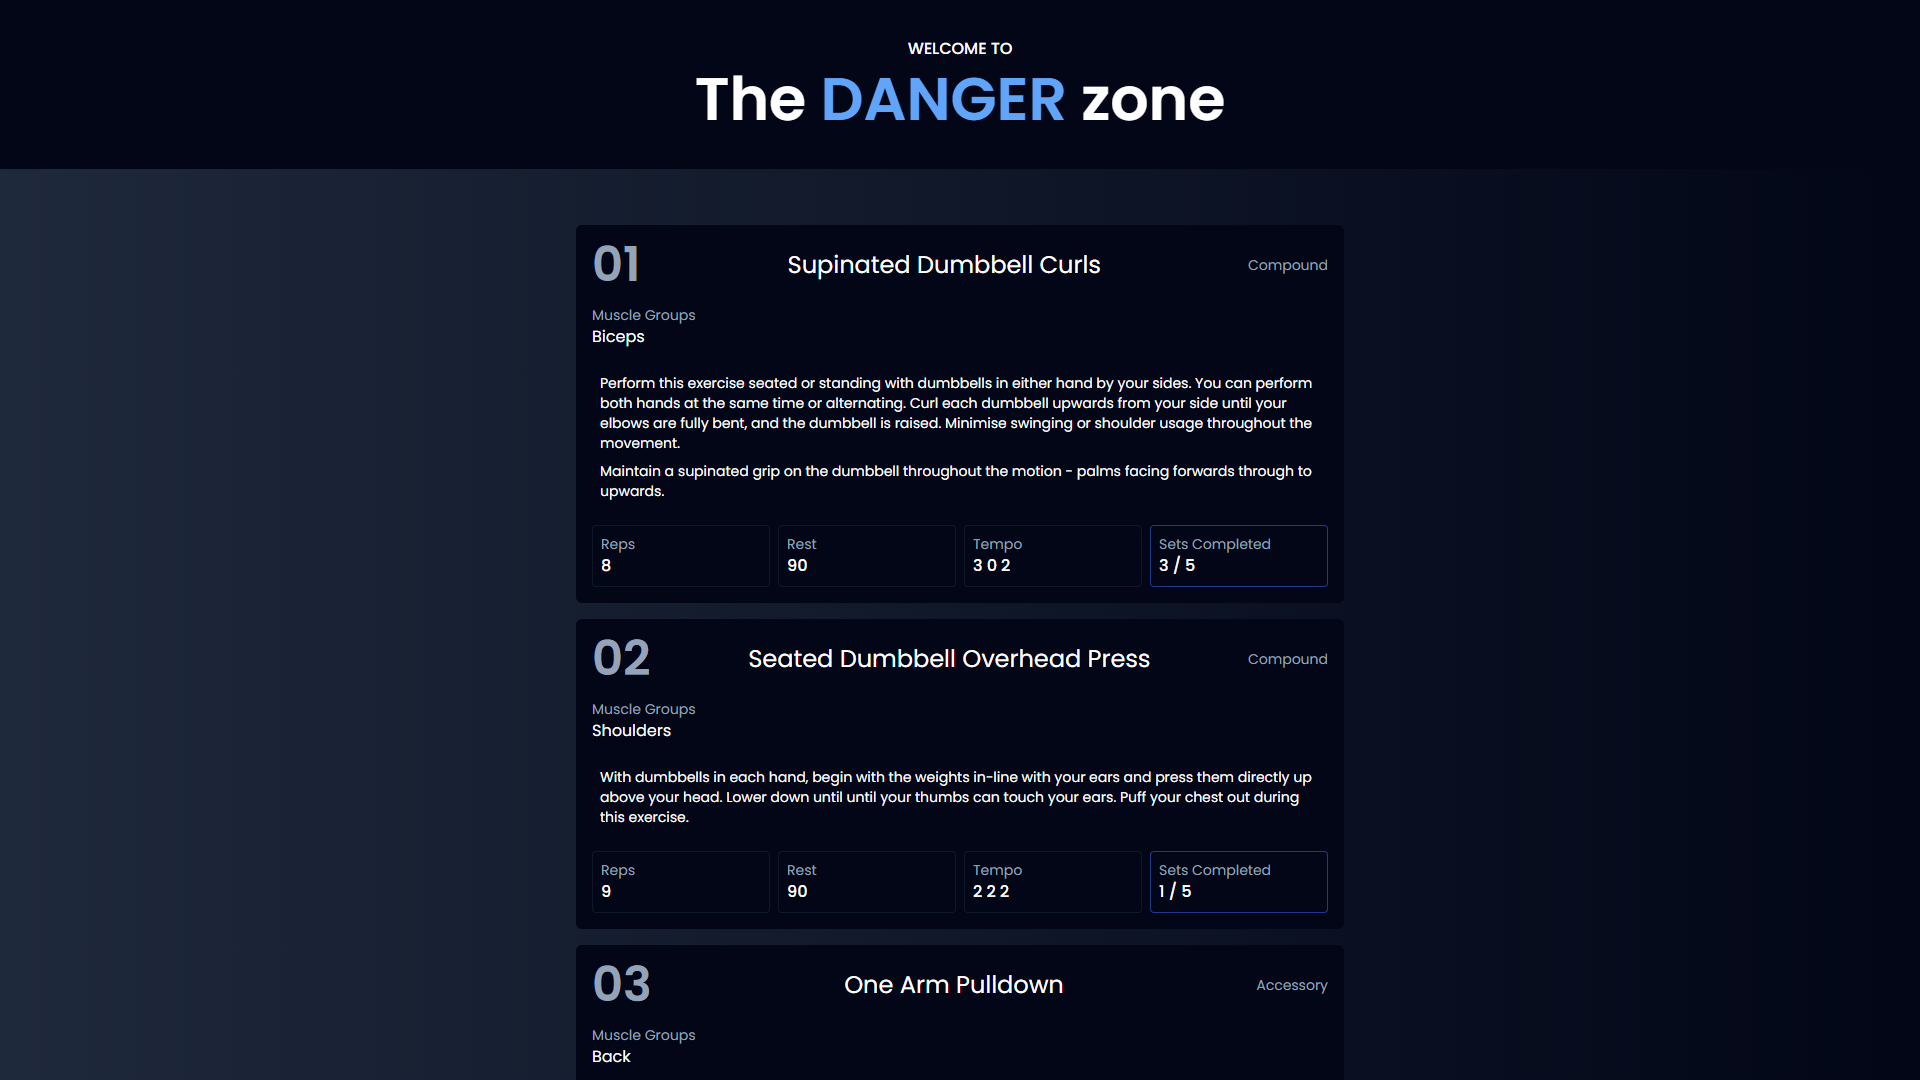 WELCOME TO
The DANGER zone
01
Supinated Dumbbell Curls
Compound
Muscle Groups
Biceps
Perform this exercise seated or standing with dumbbells in either hand by your sides. You can perform
both hands at the same time or alternating. Curl each dumbbell upwards from your side until your
elbows are fully bent, and the dumbbell is raised. Minimise swinging or shoulder usage throughout the
movement.
Maintain a supinated grip on the dumbbell throughout the motion - palms facing forwards through to
upwards.
Reps
8
Rest
90
Tempo
3 0 2
Sets Completed
3 / 5
02
Seated Dumbbell Overhead Press
Compound
Muscle Groups
Shoulders
With dumbbells in each hand, begin with the weights in-line with your ears and press them directly up
above your head. Lower down until until your thumbs can touch your ears. Puff your chest out during
this exercise.
Reps
9
Rest
90
Tempo
2 2 2
Sets Completed
1 / 5
03
One Arm Pulldown
Accessory
Muscle Groups
Back